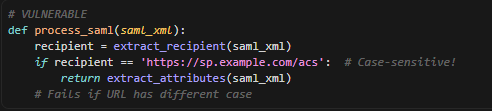 # VULNERABLE
def process_saml(saml_xml):
    recipient = extract_recipient(saml_xml)
    if recipient == 'https://sp.example.com/acs':  # Case-sensitive!
        return extract_attributes(saml_xml)
    # Fails if URL has different case